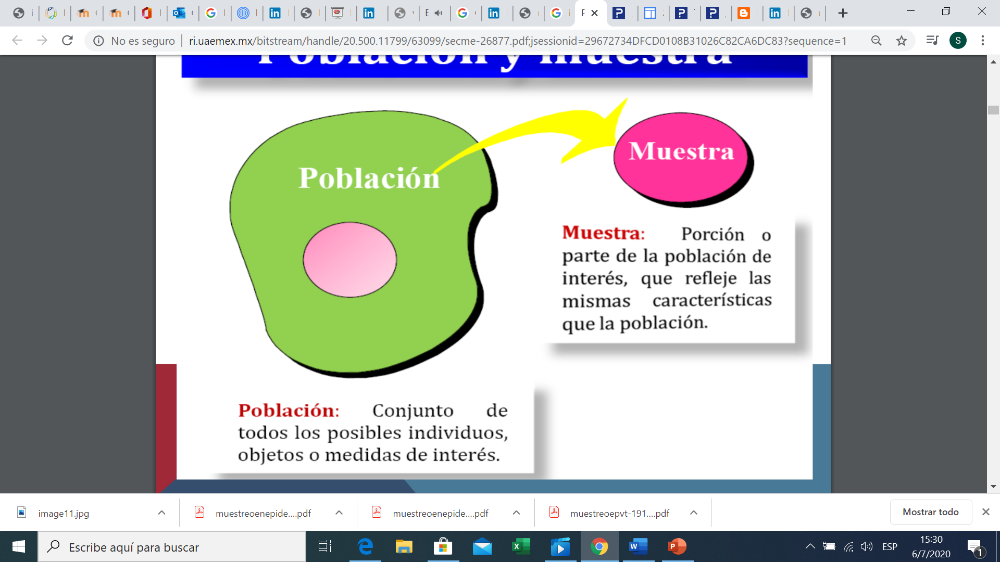 No es seguro
ri.uaemex.mx/bitstream/handle/20.500.11799/63099/secme-26877.pdf;jsessionid=29672734DFCD0108B31026C82CA6DC83?sequence=1
S
Población y muestra
Población
Muestra
Muestra: Porción o
parte de la población de
interés, que refleje las
mismas características
que la población.
Población: Conjunto de
todos los posibles individuos,
objetos o medidas de interés.
image11.jpg
muestreoenepide....pdf
muestreoenepide....pdf
muestreoepvt-191....pdf
Mostrar todo
Escribe aquí para buscar
ESP
15:30
6/7/2020
1